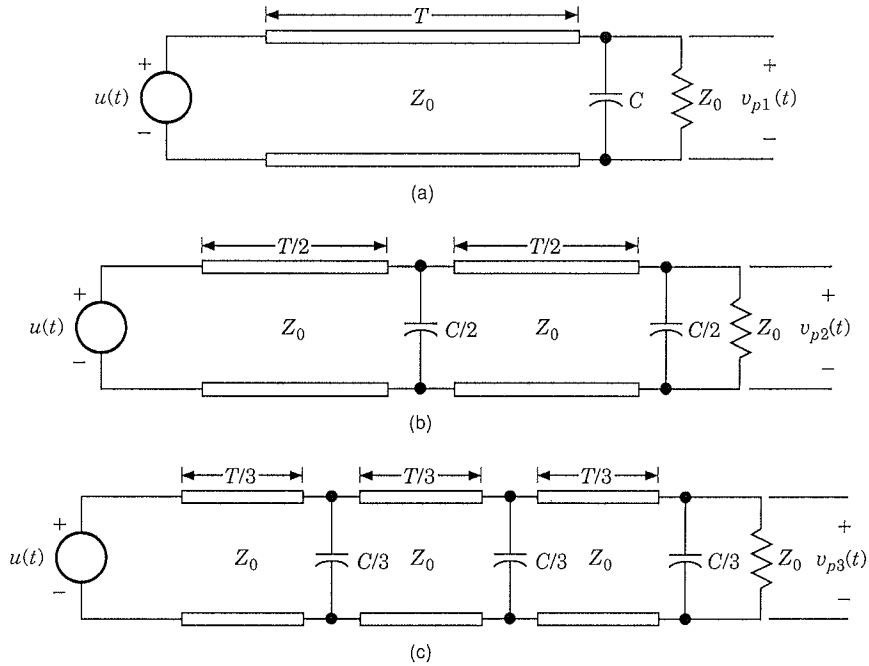 T
+
u(t)
−
Z₀
C
Z₀
+
vₚ₁(t)
−
(a)
T/2
T/2
+
u(t)
−
Z₀
C/2
Z₀
C/2
Z₀
+
vₚ₂(t)
−
(b)
T/3
T/3
T/3
+
u(t)
−
Z₀
C/3
Z₀
C/3
Z₀
C/3
Z₀
+
vₚ₃(t)
−
(c)